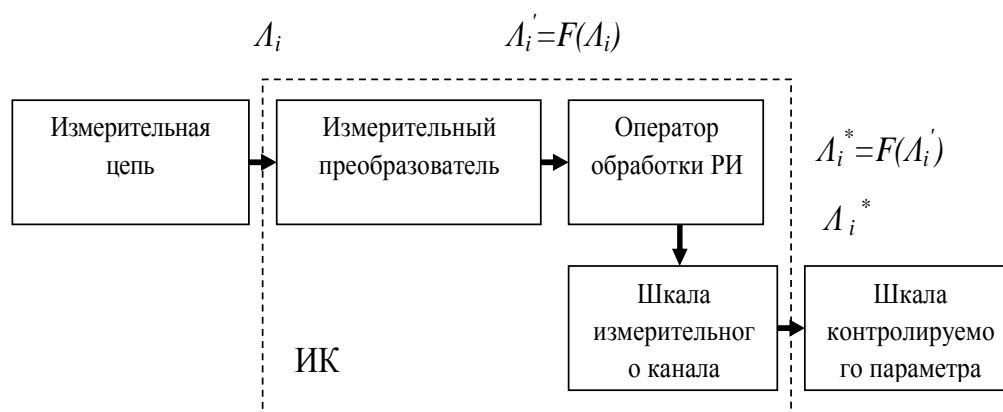 Λi Λi'=F(Λi)
Измерительная
цепь
Измерительный
преобразователь
Оператор
обработки РИ
Λi*=F(Λi')
Λi*
Шкала
измерительног
о канала
Шкала
контролируемо
го параметра
ИК